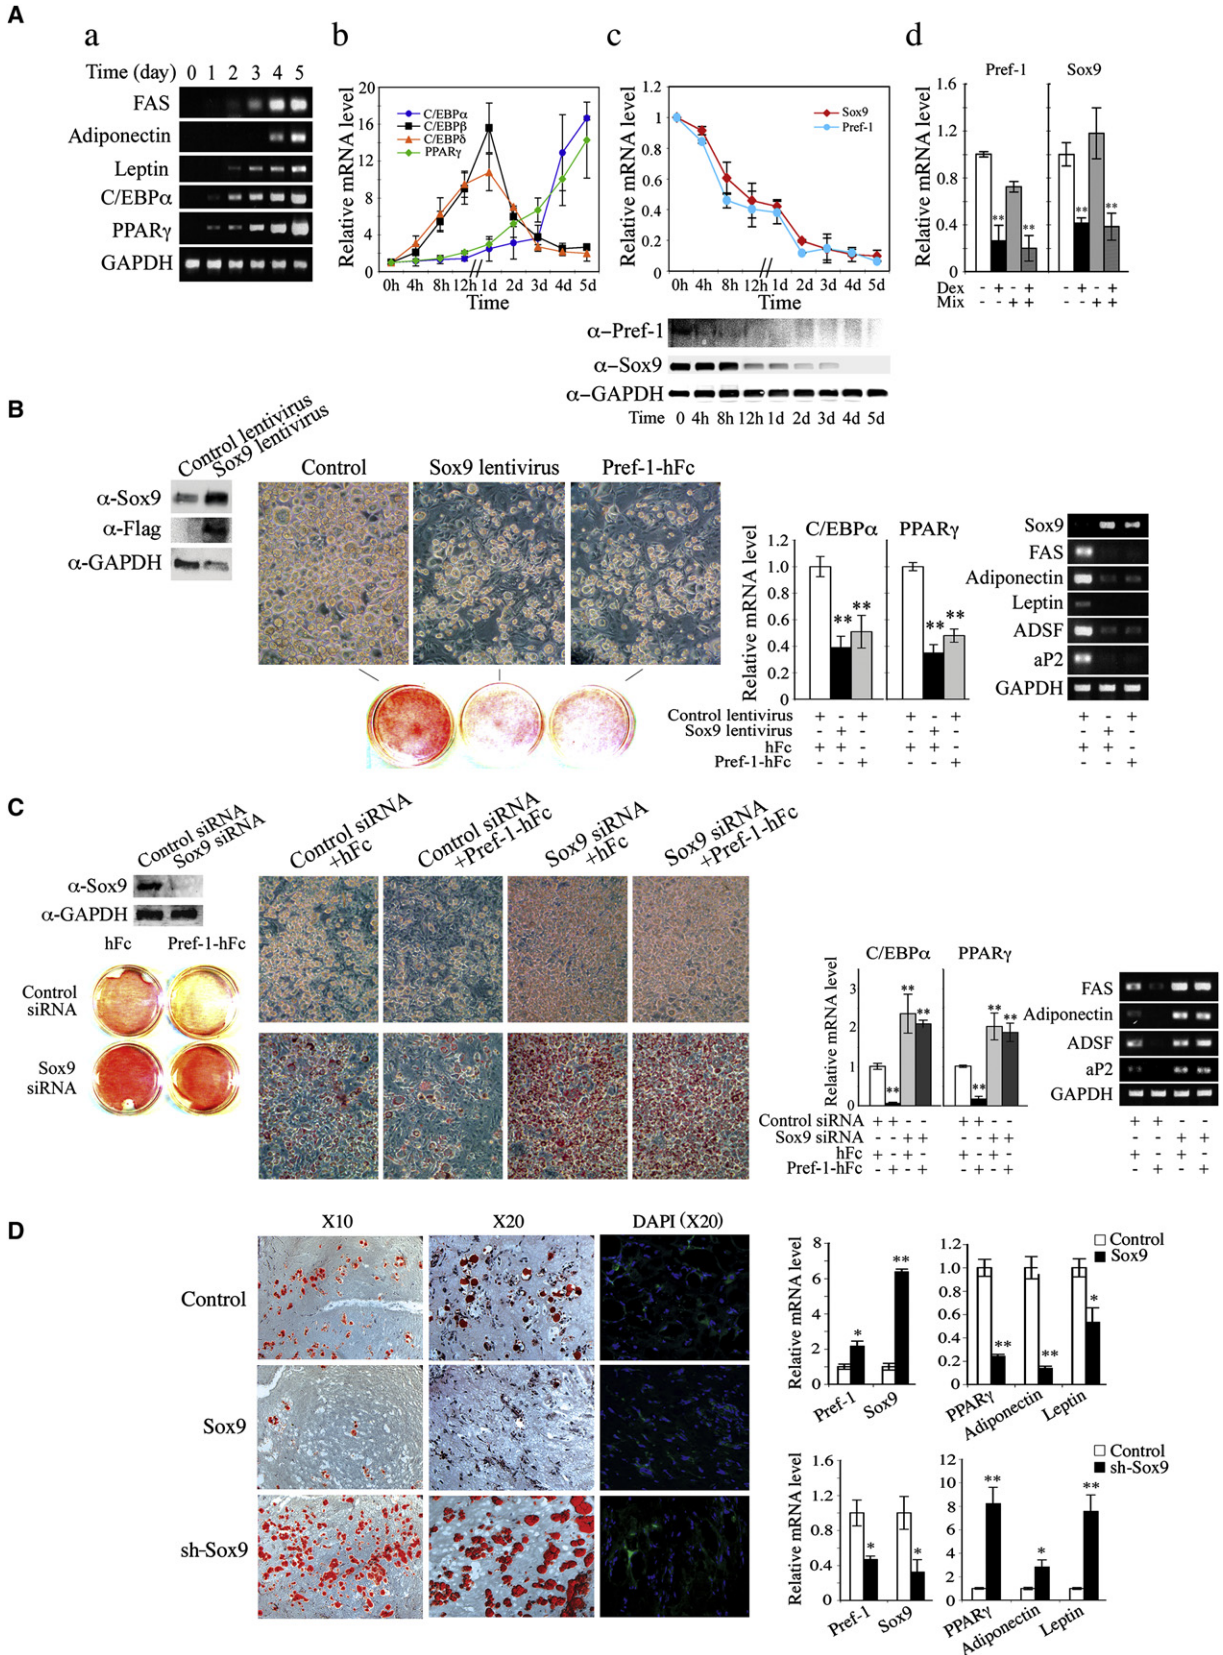 A
a
Time (day) 0 1 2 3 4 5
FAS
Adiponectin
Leptin
C/EBPα
PPARγ
GAPDH
b
Relative mRNA level
20
16
12
8
4
0
C/EBPα
C/EBPβ
C/EBPδ
PPARγ
0h 4h 8h 12h 1d 2d 3d 4d 5d
Time
c
Relative mRNA level
1.2
1
0.8
0.6
0.4
0.2
0
Sox9
Pref-1
0h 4h 8h 12h 1d 2d 3d 4d 5d
Time
α-Pref-1
α-Sox9
α-GAPDH
Time 0 4h 8h 12h 1d 2d 3d 4d 5d
d
Pref-1 Sox9
Relative mRNA level
1.6
1.2
0.8
0.4
0
** ** ** **
Dex - + - + - + - +
Mix - - + + - - + +
B
Control lentivirus
Sox9 lentivirus
α-Sox9
α-Flag
α-GAPDH
Control Sox9 lentivirus Pref-1-hFc
C/EBPα PPARγ
Relative mRNA level
1.2
1.0
0.8
0.6
0.4
0.2
0
** ** ** **
Control lentivirus + - + + - +
Sox9 lentivirus - + - - + -
hFc + + - + + -
Pref-1-hFc - - + - - +
Sox9
FAS
Adiponectin
Leptin
ADSF
aP2
GAPDH
+ - +
- + -
+ + -
- - +
C
Control siRNA
Sox9 siRNA
α-Sox9
α-GAPDH
hFc Pref-1-hFc
Control siRNA
Sox9 siRNA
Control siRNA +hFc
Control siRNA +Pref-1-hFc
Sox9 siRNA +hFc
Sox9 siRNA +Pref-1-hFc
C/EBPα PPARγ
Relative mRNA level
3
2
1
0
** ** ** ** ** **
Control siRNA + + - - + + - -
Sox9 siRNA - - + + - - + +
hFc + - + - + - + -
Pref-1-hFc - + - + - + - +
FAS
Adiponectin
ADSF
aP2
GAPDH
+ + - -
- - + +
+ - + -
- + - +
D
X10 X20 DAPI (X20)
Control
Sox9
sh-Sox9
Relative mRNA level
8
6
4
2
0
* **
Pref-1 Sox9
1.2
1.0
0.8
0.6
0.4
0.2
0
Control
Sox9
** ** *
PPARγ Adiponectin Leptin
Relative mRNA level
1.6
1.2
0.8
0.4
0
* *
Pref-1 Sox9
12
10
8
6
4
2
0
Control
sh-Sox9
** * **
PPARγ Adiponectin Leptin